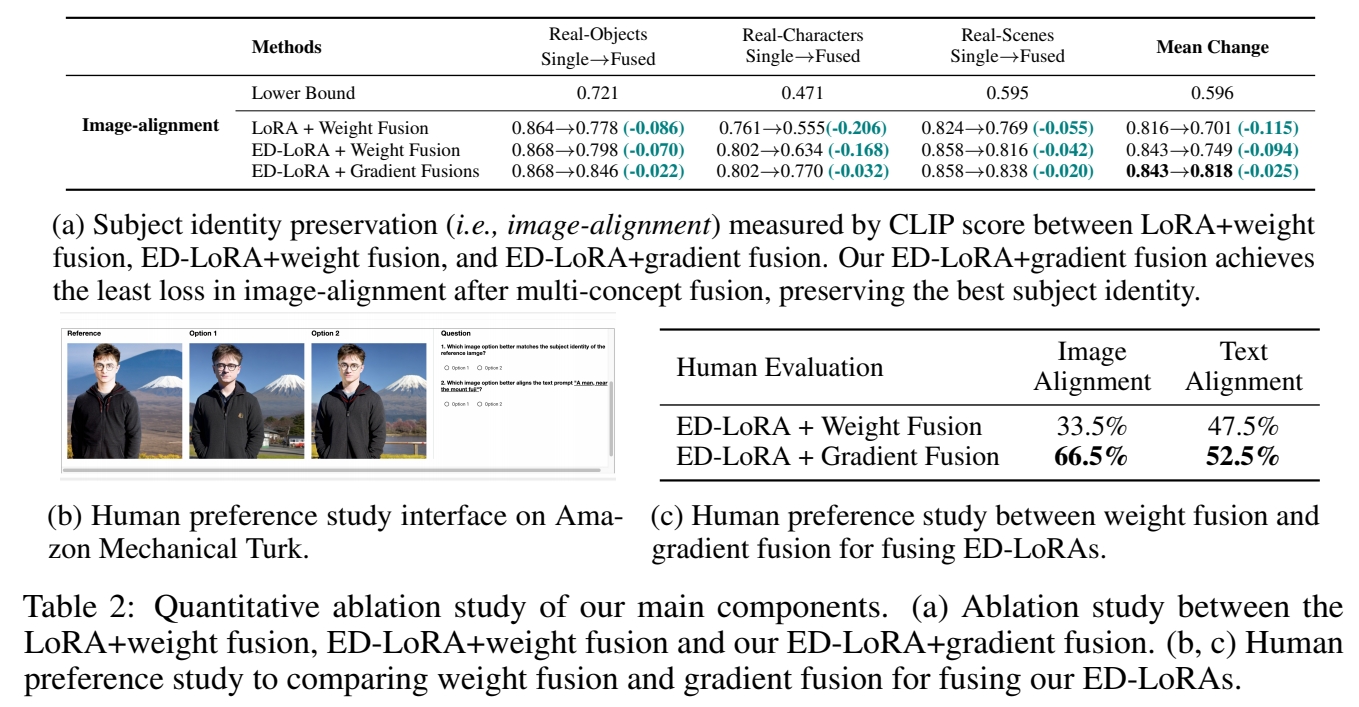 Methods
Real-Objects
Single→Fused
Real-Characters
Single→Fused
Real-Scenes
Single→Fused
Mean Change
Image-alignment
Lower Bound 0.721 0.471 0.595 0.596
LoRA + Weight Fusion 0.864→0.778 (-0.086) 0.761→0.555(-0.206) 0.824→0.769 (-0.055) 0.816→0.701 (-0.115)
ED-LoRA + Weight Fusion 0.868→0.798 (-0.070) 0.802→0.634 (-0.168) 0.858→0.816 (-0.042) 0.843→0.749 (-0.094)
ED-LoRA + Gradient Fusions 0.868→0.846 (-0.022) 0.802→0.770 (-0.032) 0.858→0.838 (-0.020) 0.843→0.818 (-0.025)
(a) Subject identity preservation (i.e., image-alignment) measured by CLIP score between LoRA+weight
fusion, ED-LoRA+weight fusion, and ED-LoRA+gradient fusion. Our ED-LoRA+gradient fusion achieves
the least loss in image-alignment after multi-concept fusion, preserving the best subject identity.
Reference Option 1 Option 2 Question
1. Which image option better matches the subject identity of the
reference iamge?
Option 1 Option 2
2. Which image option better aligns the text prompt "A man, near
the mount fuji"?
Option 1 Option 2
(b) Human preference study interface on Ama-
zon Mechanical Turk.
Human Evaluation
Image
Alignment
Text
Alignment
ED-LoRA + Weight Fusion 33.5% 47.5%
ED-LoRA + Gradient Fusion 66.5% 52.5%
(c) Human preference study between weight fusion and
gradient fusion for fusing ED-LoRAs.
Table 2: Quantitative ablation study of our main components. (a) Ablation study between the
LoRA+weight fusion, ED-LoRA+weight fusion and our ED-LoRA+gradient fusion. (b, c) Human
preference study to comparing weight fusion and gradient fusion for fusing our ED-LoRAs.